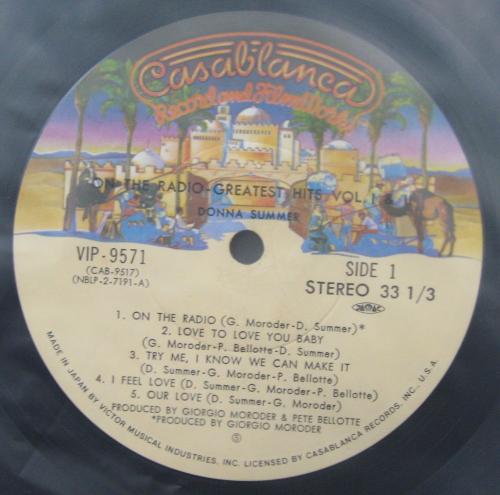 Casablanca
Record and FilmWorks
ON THE RADIO-GREATEST HITS VOL. I &
DONNA SUMMER
VIP-9571
(CAB-9517)
(NBLP-2-7191-A)
SIDE 1
STEREO 33 1/3
1. ON THE RADIO (G. Moroder-D. Summer)*
2. LOVE TO LOVE YOU BABY
(G. Moroder-P. Bellotte-D. Summer)
3. TRY ME, I KNOW WE CAN MAKE IT
(D. Summer-G. Moroder-P. Bellotte)
4. I FEEL LOVE (D. Summer-G. Moroder-P. Bellotte)
5. OUR LOVE (D. Summer-G. Moroder)
PRODUCED BY GIORGIO MORODER & PETE BELLOTTE
*PRODUCED BY GIORGIO MORODER
MADE IN JAPAN BY VICTOR MUSICAL INDUSTRIES, INC. LICENSED BY CASABLANCA RECORDS, INC., U.S.A.